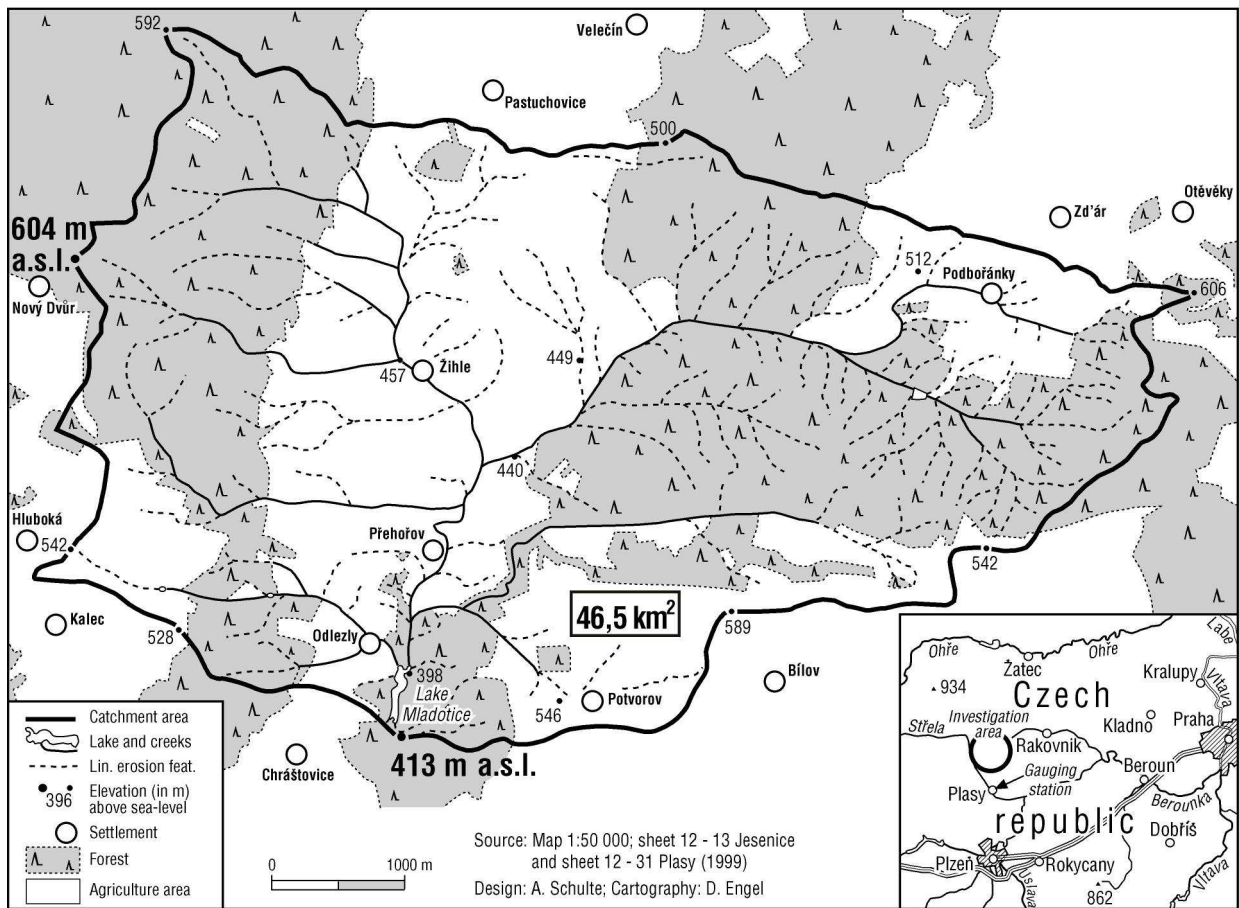 592
Velečín
Pastuchovice
500
Otěvěky
Zd'ár
604 m
a.s.l.
512
Podbořánky
606
Nový Dvůr
449
457
Žihle
440
Hluboká
542
Přehořov
542
Kalec
46,5 km²
589
528
Odlezly
398
Lake
Mladotice
546
Potvorov
Bílov
Chrášťovice
413 m a.s.l.
Catchment area
Lake and creeks
Lin. erosion feat.
396
Elevation (in m)
above sea-level
Settlement
Forest
Agriculture area
0 1000 m
Source: Map 1:50 000; sheet 12 - 13 Jesenice
and sheet 12 - 31 Plasy (1999)
Design: A. Schulte; Cartography: D. Engel
Labe
Ohře
Ohře
Žatec
Kralupy
Vltava
934
Czech
Kladno
Praha
Střela
Investigation
area
Rakovník
Beroun
Gauging
station
Plasy
Berounka
republic
Dobříš
Plzeň
Rokycany
Úslava
862
Vltava